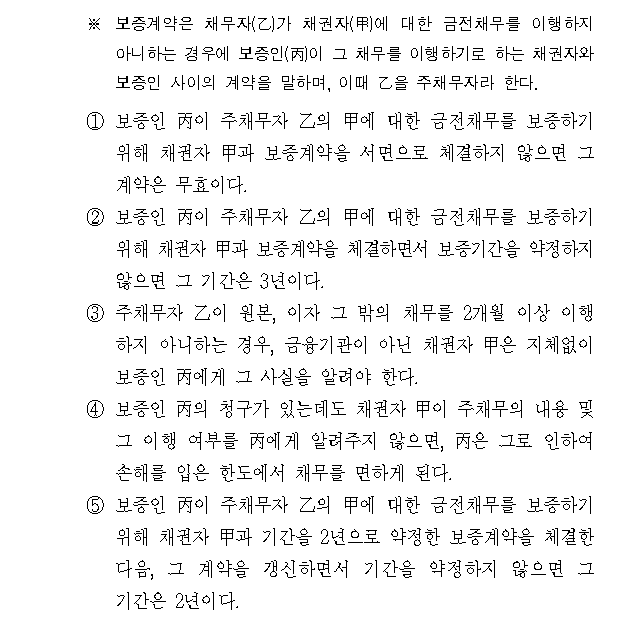 ※ 보증계약은 채무자(乙)가 채권자(甲)에 대한 금전채무를 이행하지
아니하는 경우에 보증인(丙)이 그 채무를 이행하기로 하는 채권자와
보증인 사이의 계약을 말하며, 이때 乙을 주채무자라 한다.
① 보증인 丙이 주채무자 乙의 甲에 대한 금전채무를 보증하기
위해 채권자 甲과 보증계약을 서면으로 체결하지 않으면 그
계약은 무효이다.
② 보증인 丙이 주채무자 乙의 甲에 대한 금전채무를 보증하기
위해 채권자 甲과 보증계약을 체결하면서 보증기간을 약정하지
않으면 그 기간은 3년이다.
③ 주채무자 乙이 원본, 이자 그 밖의 채무를 2개월 이상 이행
하지 아니하는 경우, 금융기관이 아닌 채권자 甲은 지체없이
보증인 丙에게 그 사실을 알려야 한다.
④ 보증인 丙의 청구가 있는데도 채권자 甲이 주채무의 내용 및
그 이행 여부를 丙에게 알려주지 않으면, 丙은 그로 인하여
손해를 입은 한도에서 채무를 면하게 된다.
⑤ 보증인 丙이 주채무자 乙의 甲에 대한 금전채무를 보증하기
위해 채권자 甲과 기간을 2년으로 약정한 보증계약을 체결한
다음, 그 계약을 갱신하면서 기간을 약정하지 않으면 그
기간은 2년이다.